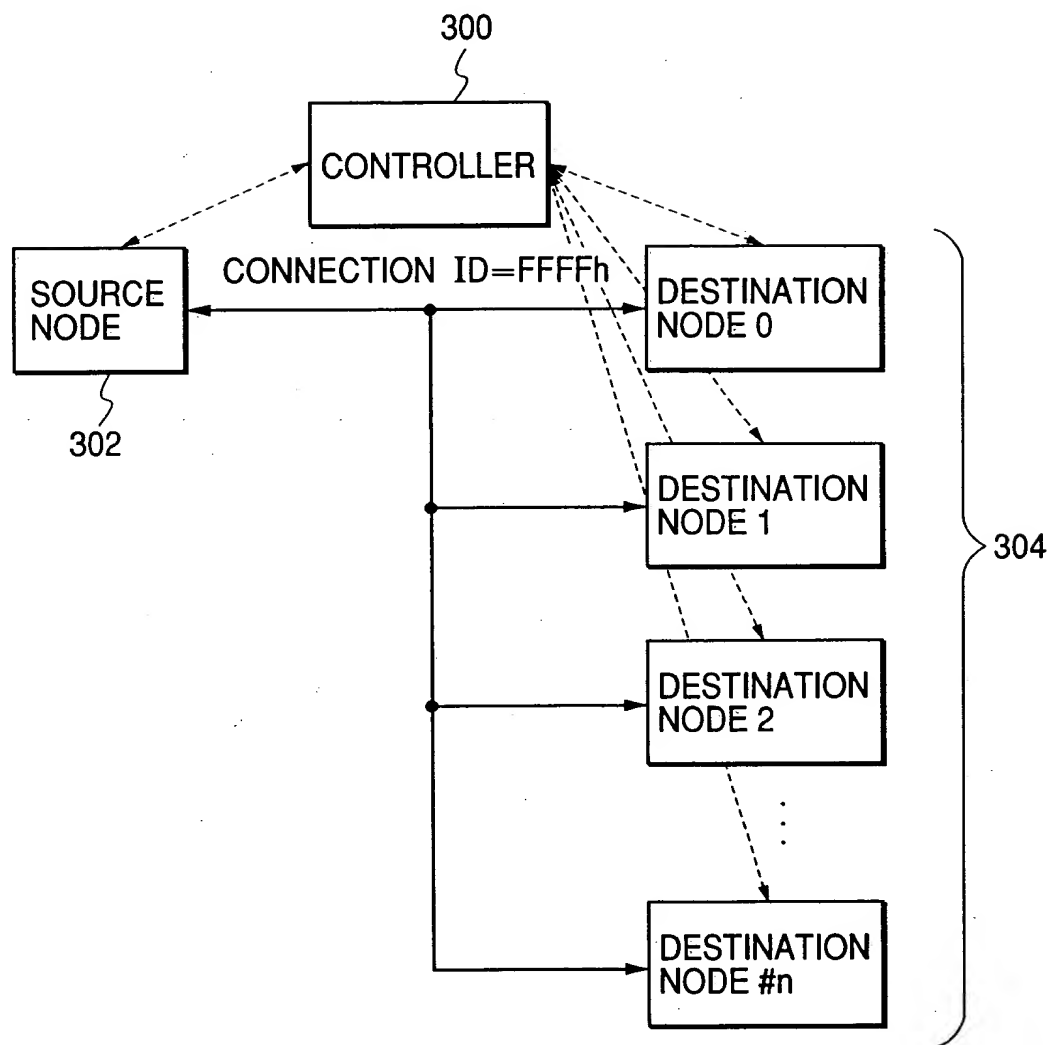 300
CONTROLLER
CONNECTION ID=FFFFh
SOURCE
NODE
302
DESTINATION
NODE 0
DESTINATION
NODE 1
304
DESTINATION
NODE 2
DESTINATION
NODE #n